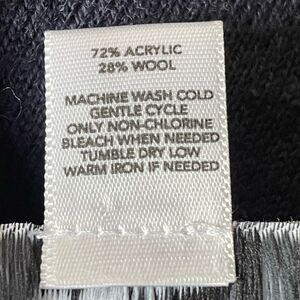 72% ACRYLIC
28% WOOL
MACHINE WASH COLD
GENTLE CYCLE
ONLY NON-CHLORINE
BLEACH WHEN NEEDED
TUMBLE DRY LOW
WARM IRON IF NEEDED